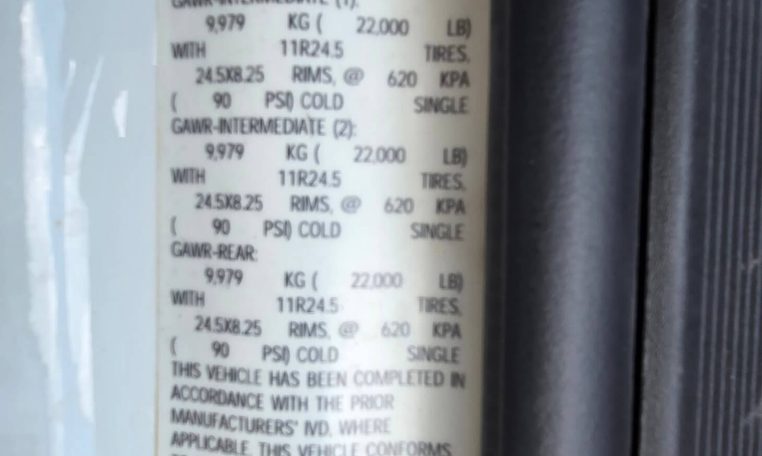 GAWR-INTERMEDIATE (1):
9,979 KG ( 22,000 LB)
WITH 11R24.5 TIRES,
24.5X8.25 RIMS, @ 620 KPA
( 90 PSI) COLD SINGLE
GAWR-INTERMEDIATE (2):
9,979 KG ( 22,000 LB)
WITH 11R24.5 TIRES,
24.5X8.25 RIMS, @ 620 KPA
( 90 PSI) COLD SINGLE
GAWR-REAR:
9,979 KG ( 22,000 LB)
WITH 11R24.5 TIRES,
24.5X8.25 RIMS, @ 620 KPA
( 90 PSI) COLD SINGLE
THIS VEHICLE HAS BEEN COMPLETED IN
ACCORDANCE WITH THE PRIOR
MANUFACTURERS' IVD, WHERE
APPLICABLE. THIS VEHICLE CONFORMS